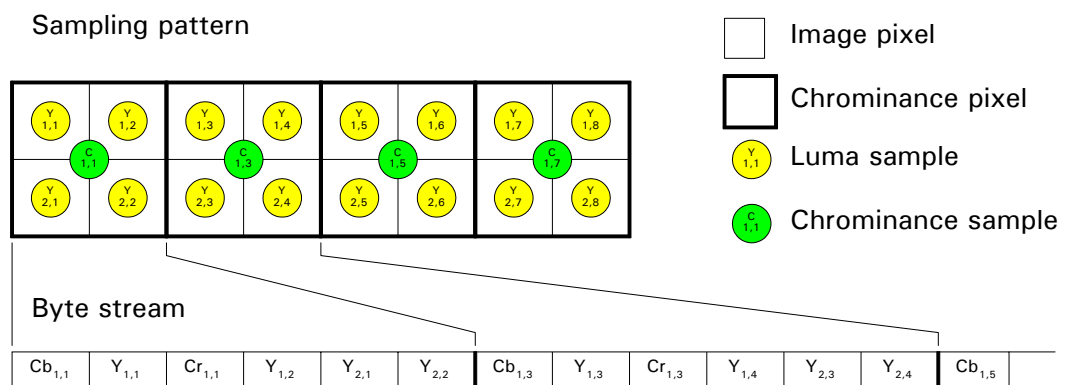 Sampling pattern
Image pixel
Chrominance pixel
Y 1,1 Luma sample
C 1,1 Chrominance sample
Y 1,1 Y 1,2 Y 1,3 Y 1,4 Y 1,5 Y 1,6 Y 1,7 Y 1,8
C 1,1 C 1,3 C 1,5 C 1,7
Y 2,1 Y 2,2 Y 2,3 Y 2,4 Y 2,5 Y 2,6 Y 2,7 Y 2,8
Byte stream
Cb1,1 Y1,1 Cr1,1 Y1,2 Y2,1 Y2,2 Cb1,3 Y1,3 Cr1,3 Y1,4 Y2,3 Y2,4 Cb1,5